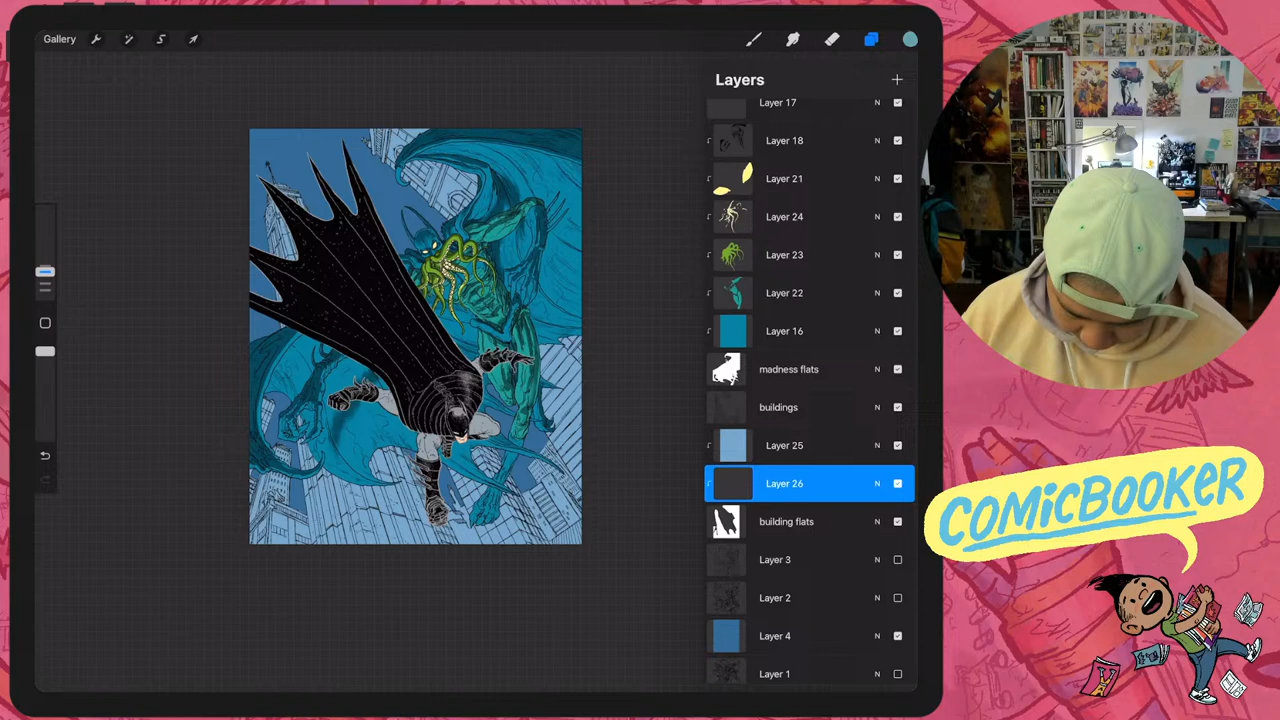 Gallery
Layers
Layer 17 N
Layer 18 N
Layer 21 N
Layer 24 N
Layer 23 N
Layer 22 N
Layer 16 N
madness flats N
buildings N
Layer 25 N
Layer 26 N
building flats N
Layer 3 N
Layer 2 N
Layer 4 N
Layer 1 N
COMICBOOKER